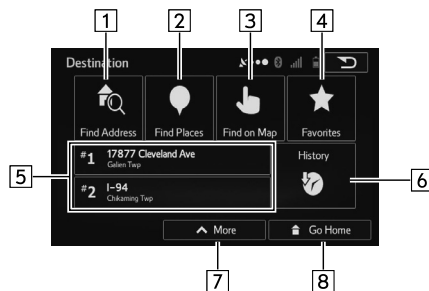 1 2 3 4
Destination
Find Address Find Places Find on Map Favorites
#1 17877 Cleveland Ave
Galien Twp
History
5
6
#2 I-94
Chikaming Twp
More Go Home
7 8